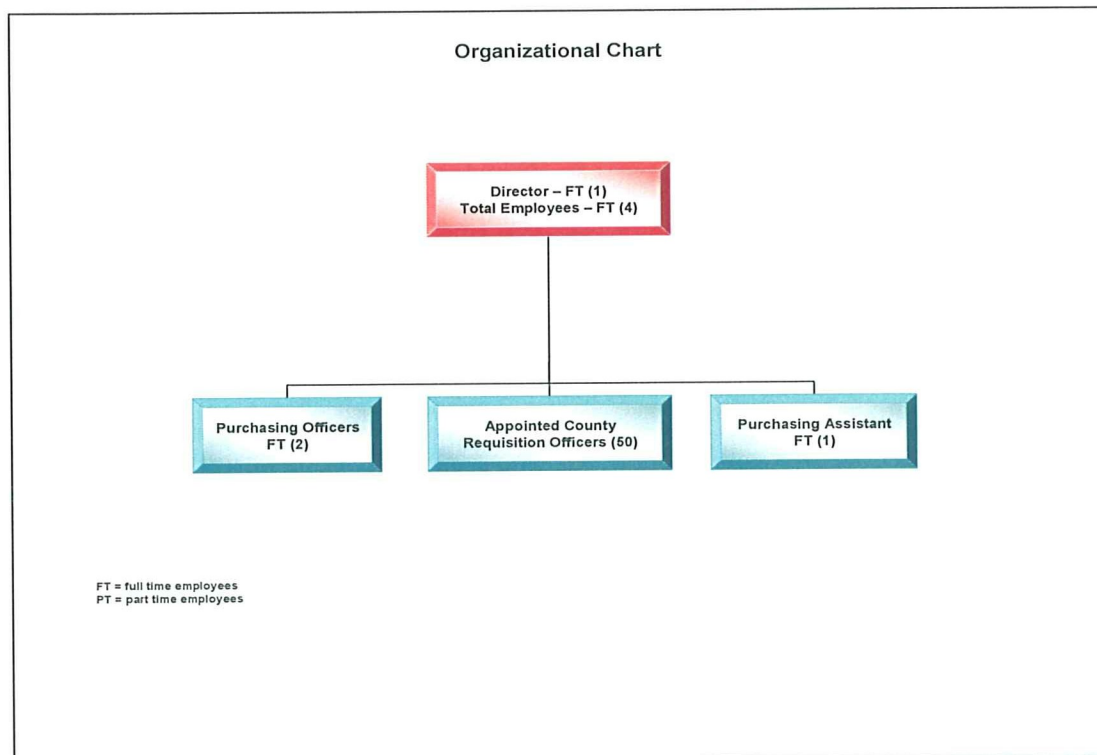 Organizational Chart
Director – FT (1)
Total Employees – FT (4)
Purchasing Officers
FT (2)
Appointed County
Requisition Officers (50)
Purchasing Assistant
FT (1)
FT = full time employees
PT = part time employees